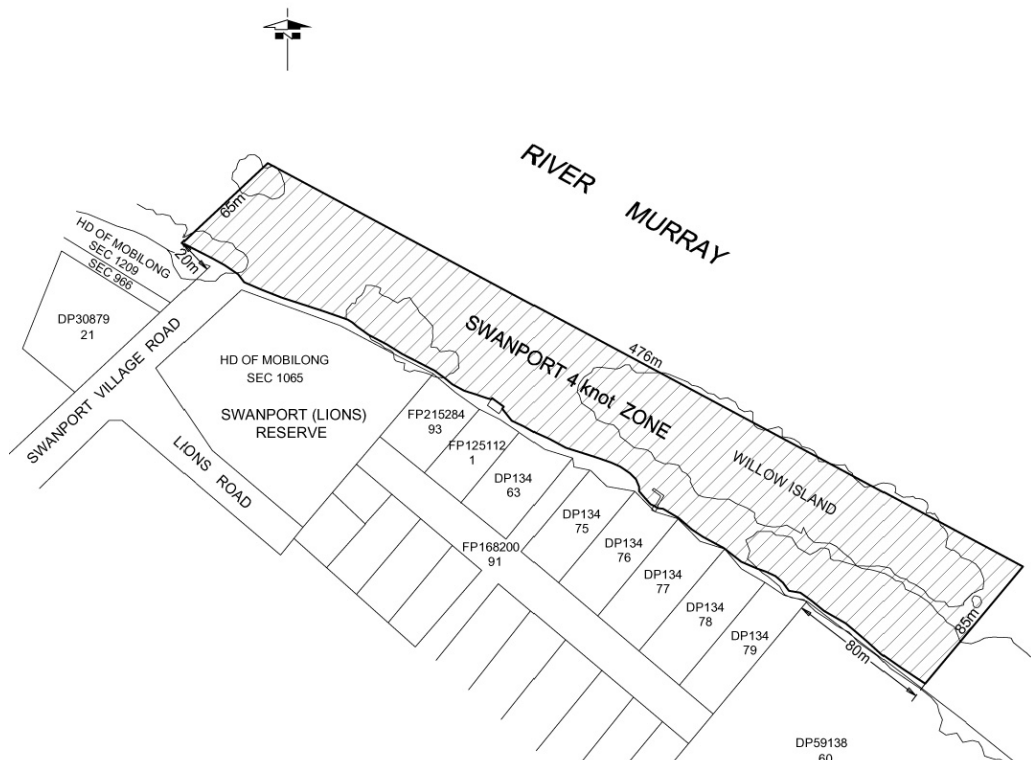 N
RIVER MURRAY
65m
20m
HD OF MOBILONG
SEC 1209
SEC 966
DP30879
21
SWANPORT VILLAGE ROAD
HD OF MOBILONG
SEC 1065
SWANPORT (LIONS)
RESERVE
LIONS ROAD
476m
SWANPORT 4 knot ZONE
WILLOW ISLAND
FP215284
93
FP125112
1
DP134
63
DP134
75
DP134
76
DP134
77
DP134
78
DP134
79
FP168200
91
85m
80m
DP59138
60